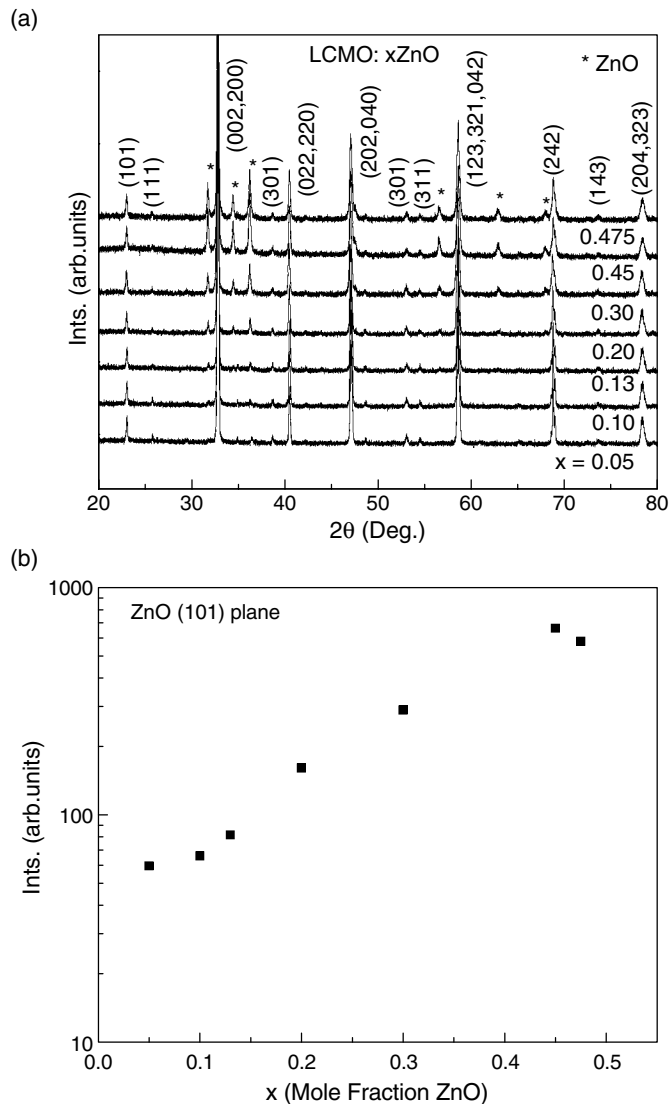 (a)
LCMO: xZnO
* ZnO
(101)
(111)
*
(002,200)
*
*
(301)
(022,220)
(202,040)
(301)
(311)
*
(123,321,042)
*
*
(242)
(143)
(204,323)
0.475
0.45
0.30
0.20
0.13
0.10
x = 0.05
Ints. (arb.units)
20 30 40 50 60 70 80
2θ (Deg.)
(b)
1000
ZnO (101) plane
Ints. (arb.units)
100
10
0.0 0.1 0.2 0.3 0.4 0.5
x (Mole Fraction ZnO)